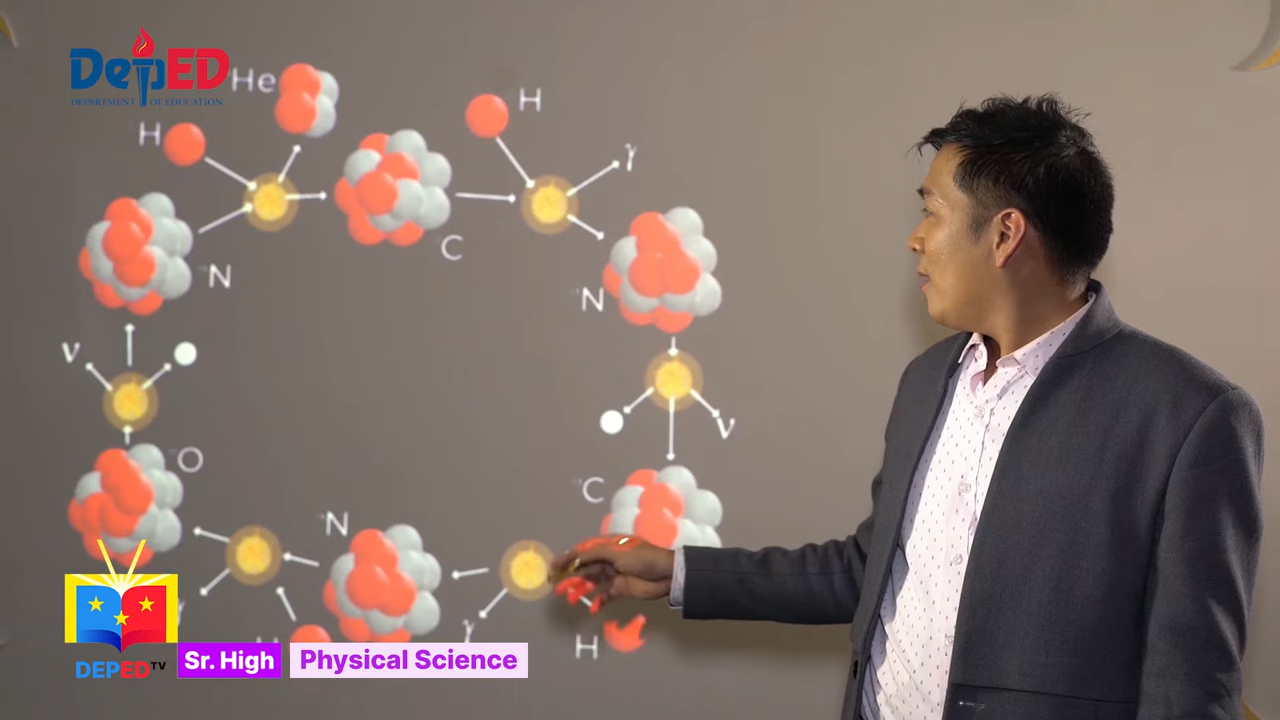 DepED
DEPARTMENT OF EDUCATION
He
H
H
γ
C
N
N
ν
ν
O
C
N
γ
H
DEPED TV
Sr. High
Physical Science